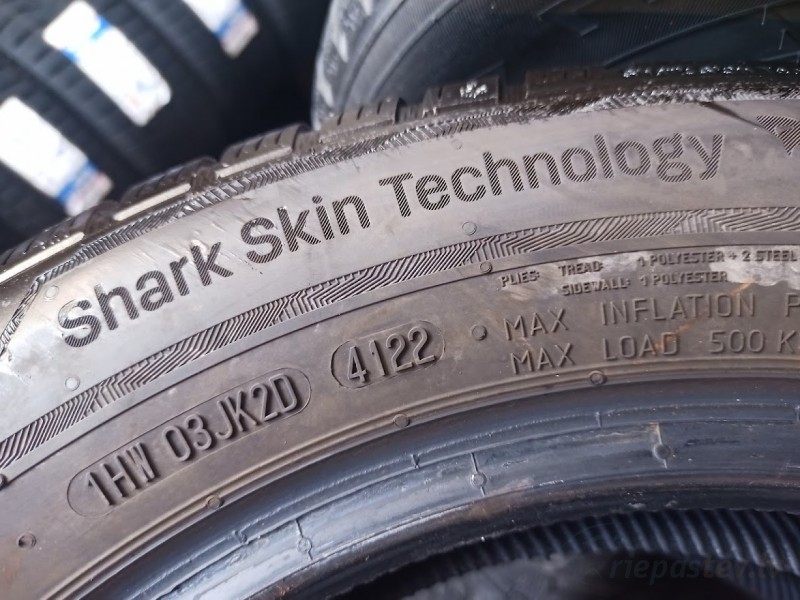 Shark Skin Technology
PLIES: TREAD: 1 POLYESTER + 2 STEEL
SIDEWALL: 1 POLYESTER
MAX INFLATION
MAX LOAD 500 K
4122
1HW 03JK2D